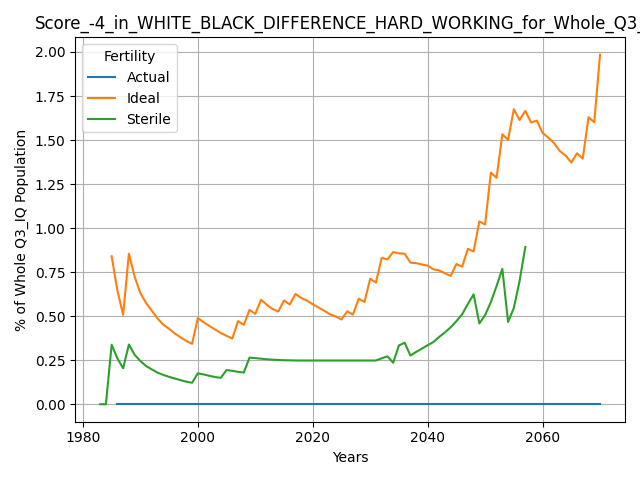 Score_-4_in_WHITE_BLACK_DIFFERENCE_HARD_WORKING_for_Whole_Q3_
Fertility
Actual
Ideal
Sterile
% of Whole Q3_IQ Population
2.00
1.75
1.50
1.25
1.00
0.75
0.50
0.25
0.00
1980 2000 2020 2040 2060
Years